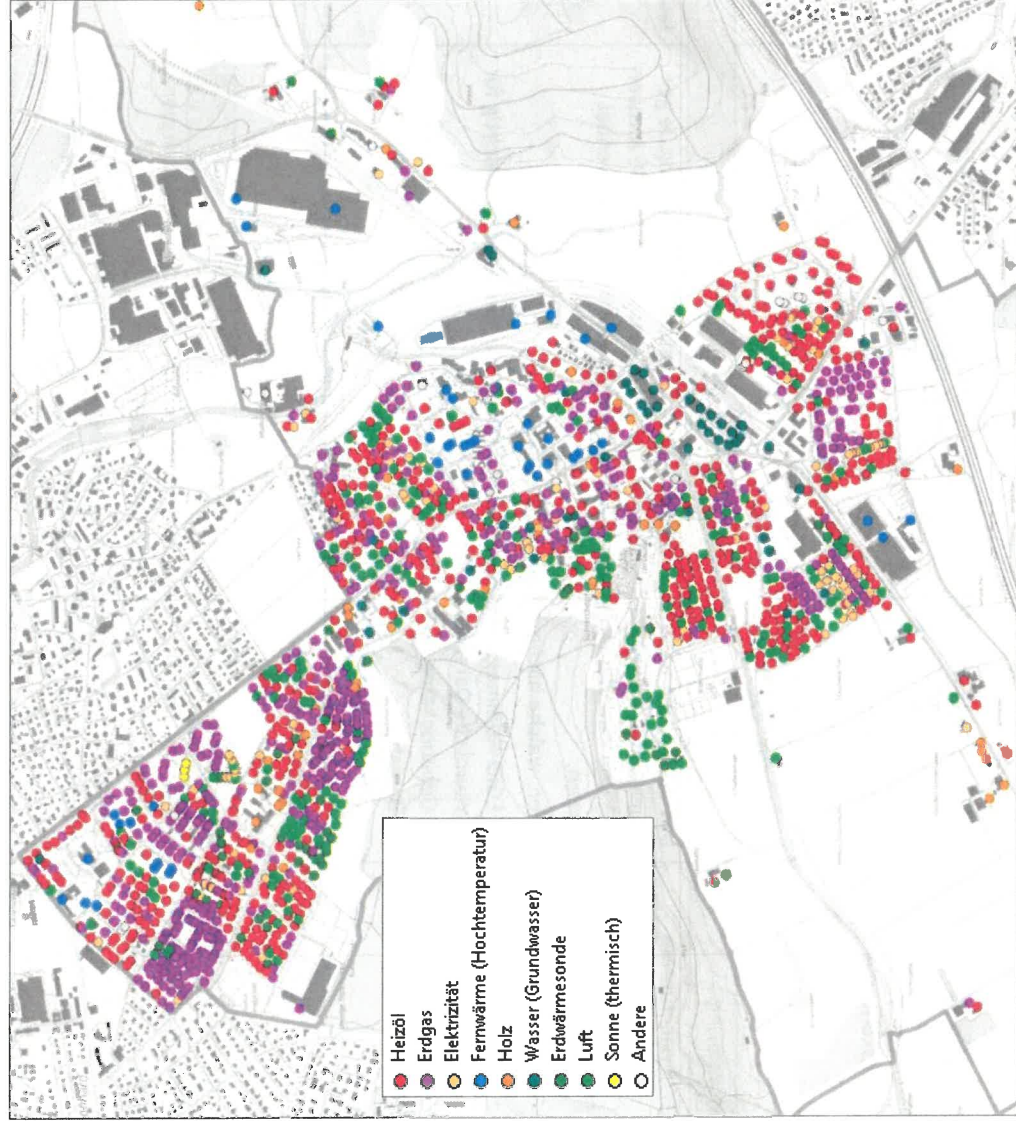 Heizöl
Erdgas
Elektrizität
Fernwärme (Hochtemperatur)
Holz
Wasser (Grundwasser)
Erdwärmesonde
Luft
Sonne (thermisch)
Andere